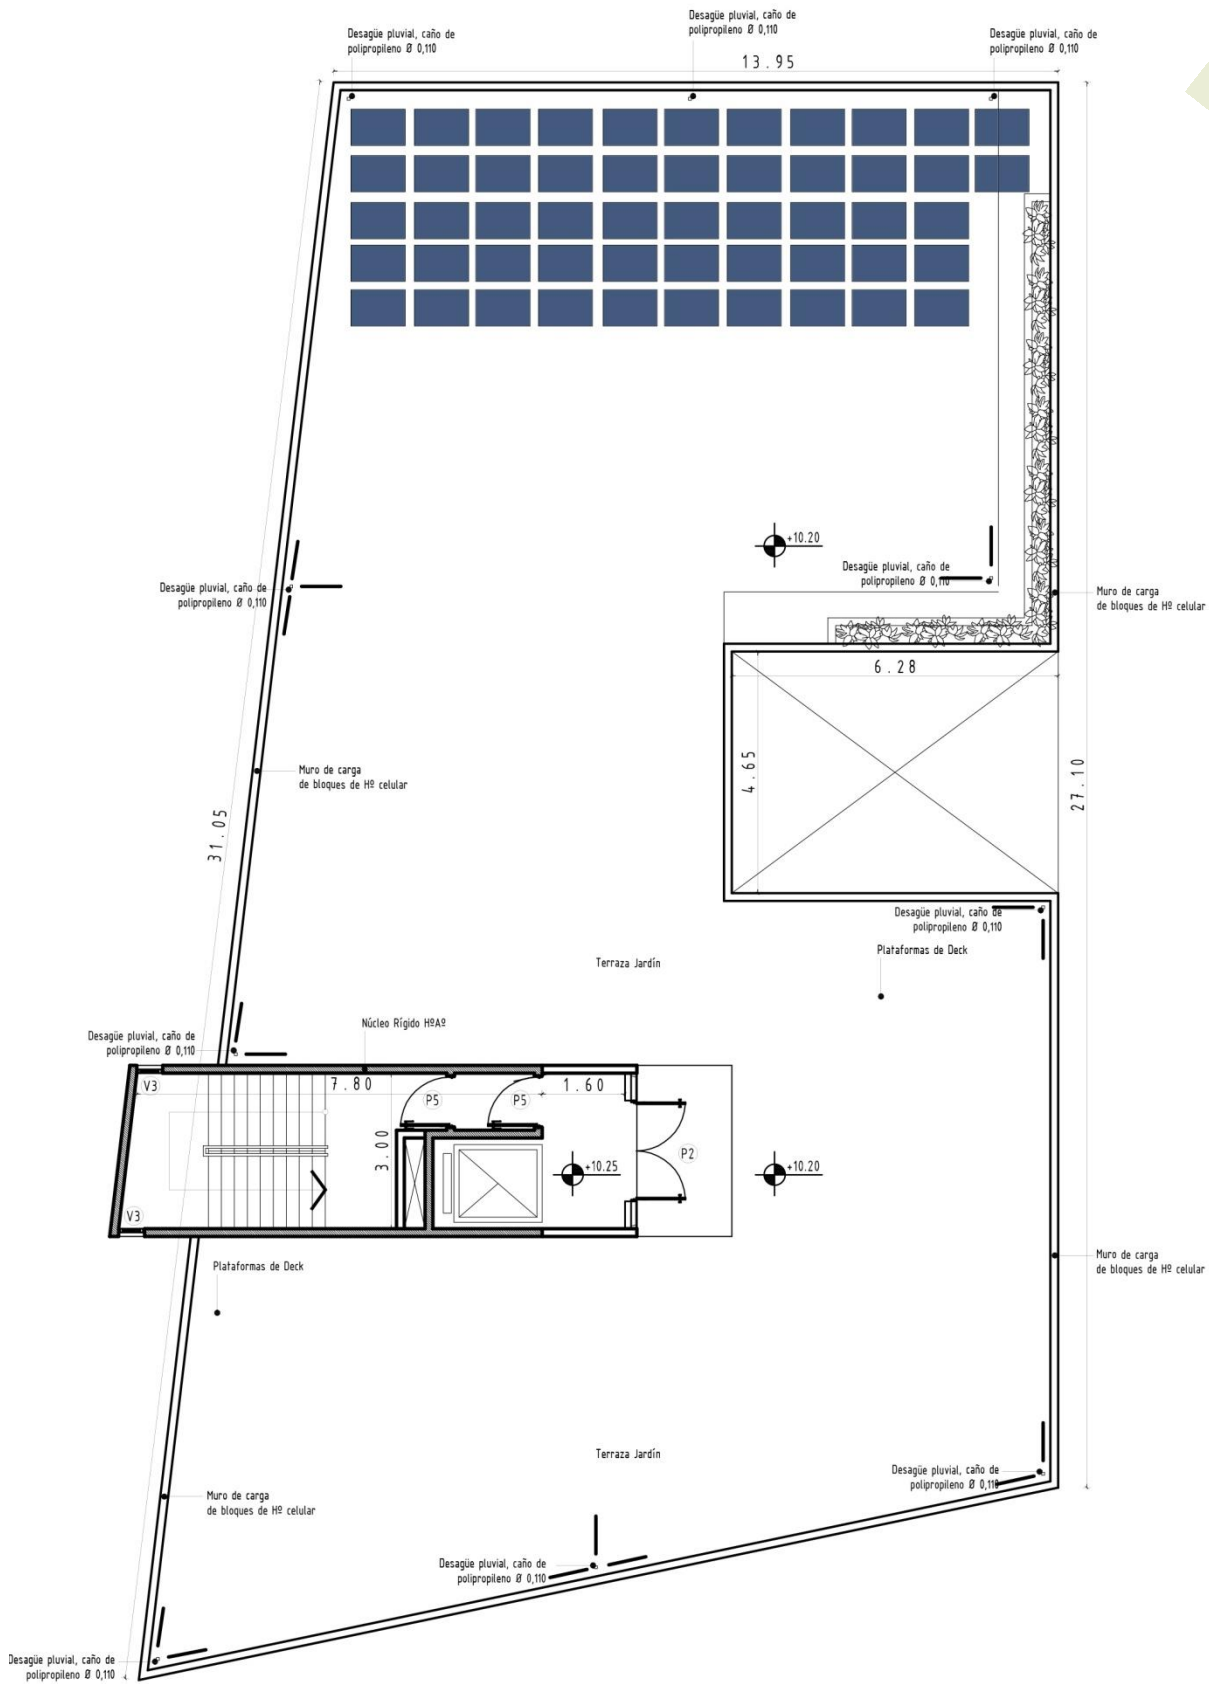 Desagüe pluvial, caño de
polipropileno Ø 0,110
Desagüe pluvial, caño de
polipropileno Ø 0,110
Desagüe pluvial, caño de
polipropileno Ø 0,110
13.95
+10.20
Desagüe pluvial, caño de
polipropileno Ø 0,110
Desagüe pluvial, caño de
polipropileno Ø 0,110
Muro de carga
de bloques de Hº celular
6.28
4.65
27.10
Muro de carga
de bloques de Hº celular
31.05
Desagüe pluvial, caño de
polipropileno Ø 0,110
Plataformas de Deck
Terraza Jardín
Núcleo Rígido HºAº
Desagüe pluvial, caño de
polipropileno Ø 0,110
V3
7.80
1.60
P5
P5
3.00
P2
+10.25
+10.20
V3
Muro de carga
de bloques de Hº celular
Plataformas de Deck
Terraza Jardín
Desagüe pluvial, caño de
polipropileno Ø 0,110
Muro de carga
de bloques de Hº celular
Desagüe pluvial, caño de
polipropileno Ø 0,110
Desagüe pluvial, caño de
polipropileno Ø 0,110